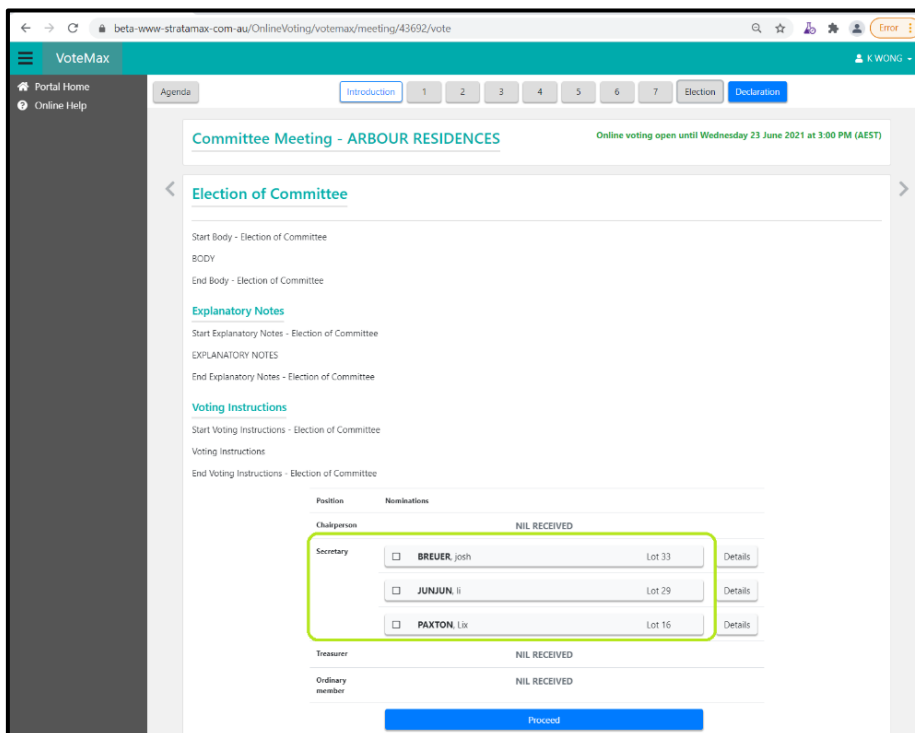 beta-www-stratamax-com-au/OnlineVoting/votemax/meeting/43692/vote
Error
VoteMax
K WONG
Portal Home
Online Help
Agenda
Introduction 1 2 3 4 5 6 7 Election Declaration
Committee Meeting - ARBOUR RESIDENCES
Online voting open until Wednesday 23 June 2021 at 3:00 PM (AEST)
Election of Committee
Start Body - Election of Committee
BODY
End Body - Election of Committee
Explanatory Notes
Start Explanatory Notes - Election of Committee
EXPLANATORY NOTES
End Explanatory Notes - Election of Committee
Voting Instructions
Start Voting Instructions - Election of Committee
Voting Instructions
End Voting Instructions - Election of Committee
Position Nominations
Chairperson NIL RECEIVED
Secretary BREUER, josh Lot 33 Details
JUNJUN, li Lot 29 Details
PAXTON, Lix Lot 16 Details
Treasurer NIL RECEIVED
Ordinary
member NIL RECEIVED
Proceed